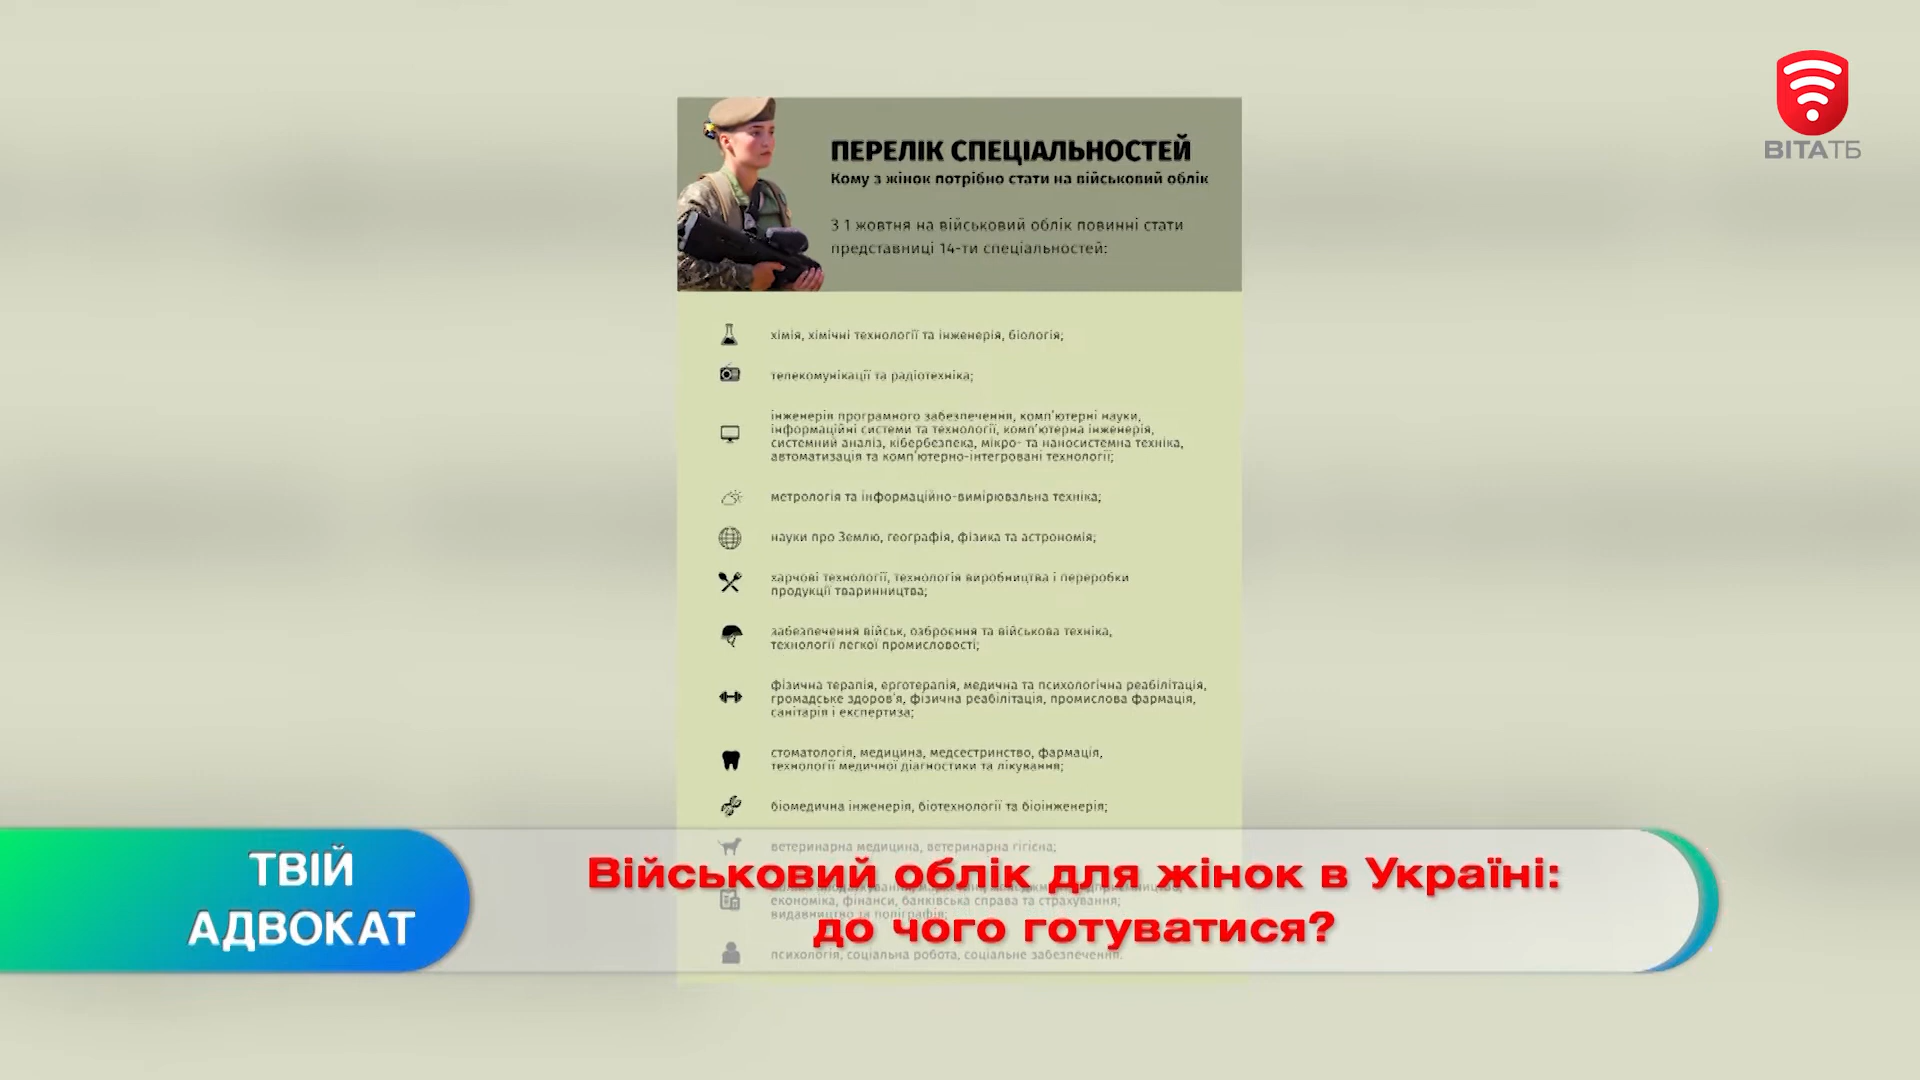 ВІТАТБ
ПЕРЕЛІК СПЕЦІАЛЬНОСТЕЙ
Кому з жінок потрібно стати на військовий облік
З 1 жовтня на військовий облік повинні стати
представниці 14-ти спеціальностей:
хімія, хімічні технології та інженерія, біологія;
телекомунікації та радіотехніка;
інженерія програмного забезпечення, комп'ютерні науки,
інформаційні системи та технології, комп'ютерна інженерія,
системний аналіз, кібербезпека, мікро- та наносистемна техніка,
автоматизація та комп'ютерно-інтегровані технології;
метрологія та інформаційно-вимірювальна техніка;
науки про Землю, географія, фізика та астрономія;
харчові технології, технологія виробництва і переробки
продукції тваринництва;
забезпечення військ, озброєння та військова техніка,
технології легкої промисловості;
фізична терапія, ерготерапія, медична та психологічна реабілітація,
громадське здоров'я, фізична реабілітація, промислова фармація,
санітарія і експертиза;
стоматологія, медицина, медсестринство, фармація,
технології медичної діагностики та лікування;
біомедична інженерія, біотехнології та біоінженерія;
ветеринарна медицина, ветеринарна гігієна;
економіка, фінанси, банківська справа та страхування;
видавництво та поліграфія;
психологія, соціальна робота, соціальне забезпечення.
ТВІЙ
АДВОКАТ
Військовий облік для жінок в Україні:
до чого готуватися?